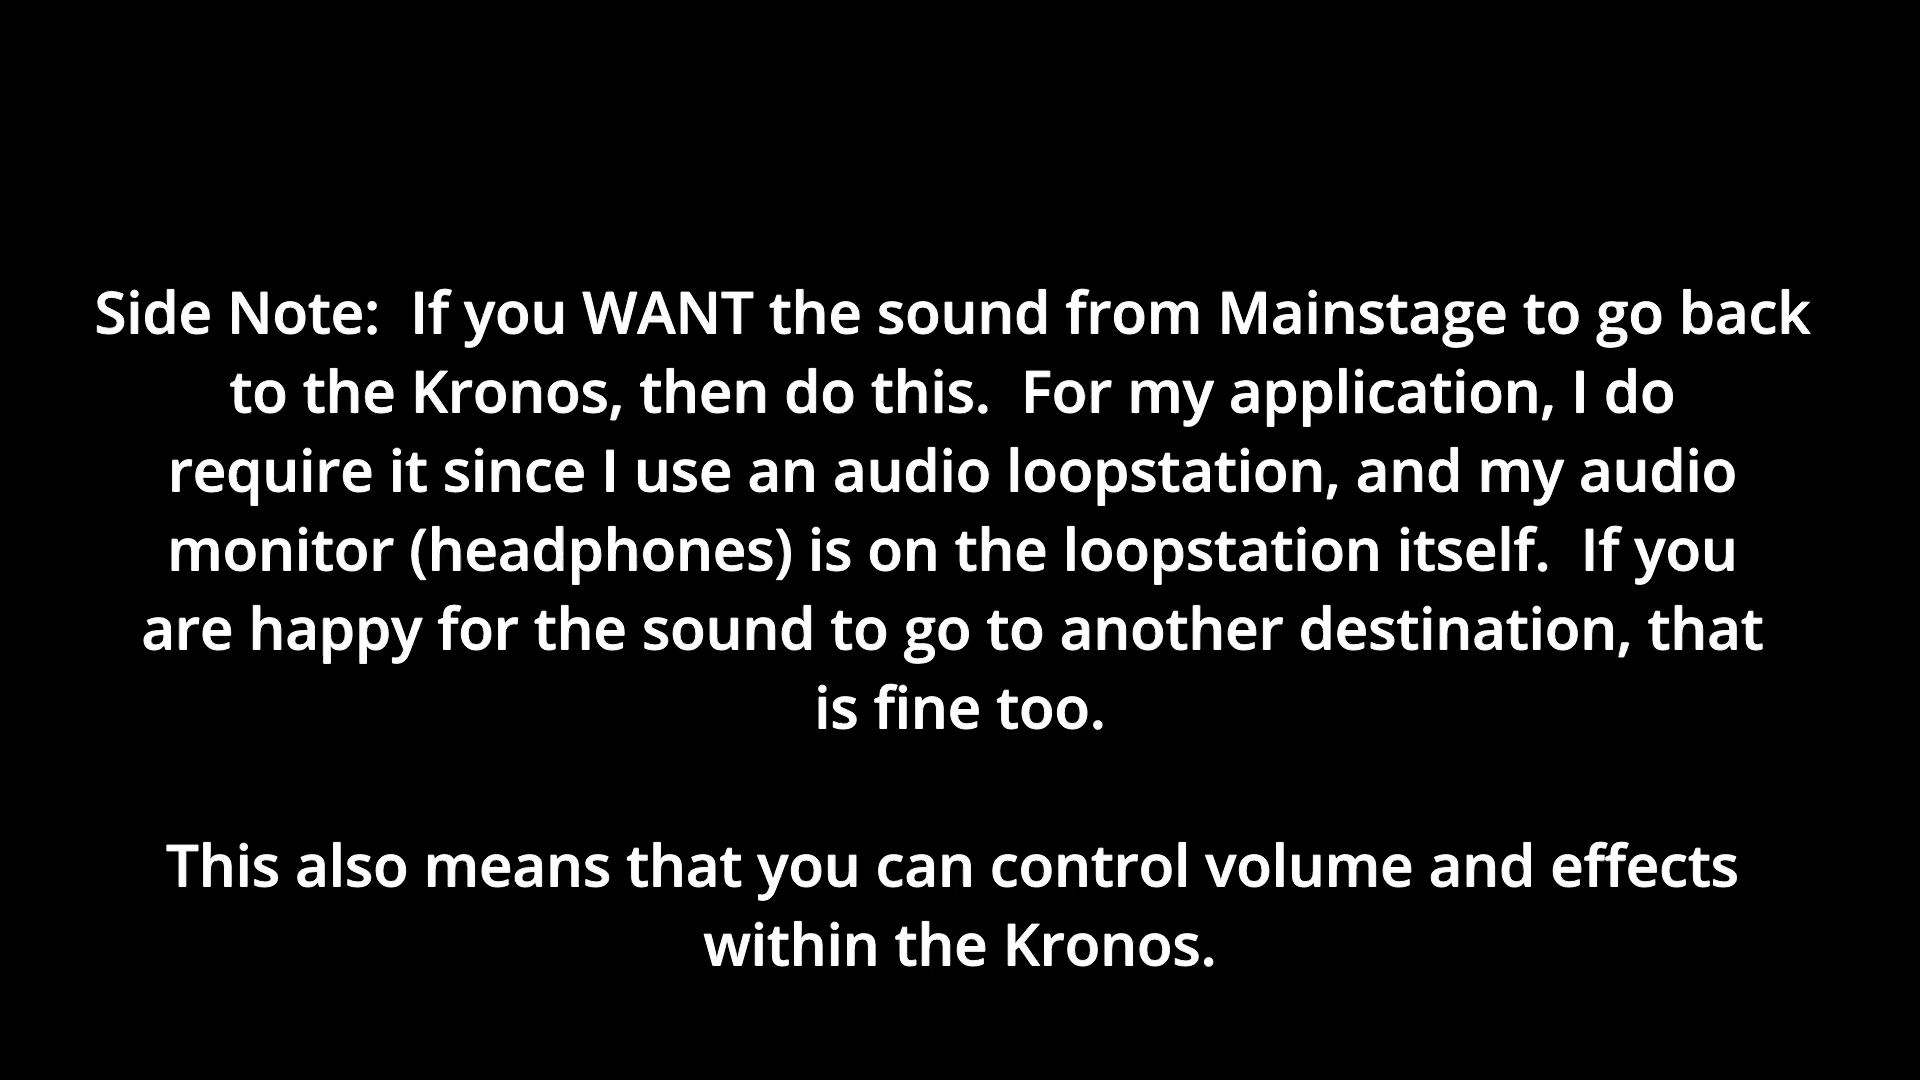 Side Note:  If you WANT the sound from Mainstage to go back
to the Kronos, then do this.  For my application, I do
require it since I use an audio loopstation, and my audio
monitor (headphones) is on the loopstation itself.  If you
are happy for the sound to go to another destination, that
is fine too.
This also means that you can control volume and effects
within the Kronos.